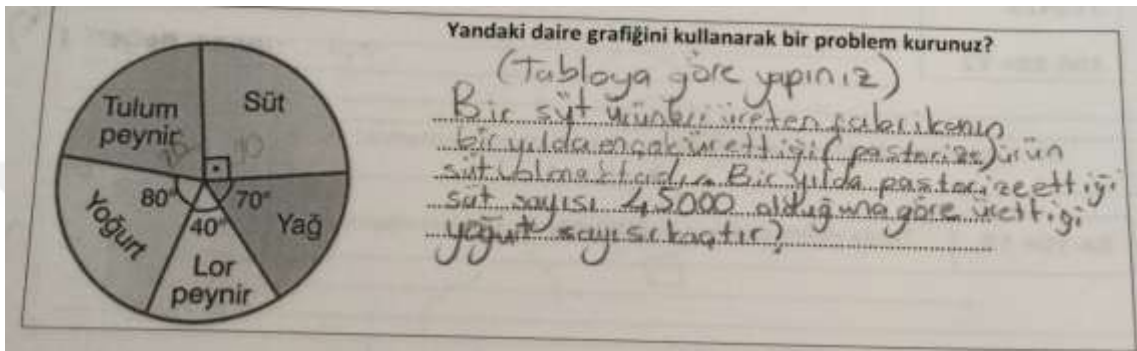 Yandaki daire grafiğini kullanarak bir problem kurunuz?
(Tabloya göre yapınız)
Bir süt ürünleri üreten fabrikanın
bir yılda en çok ürettiği (pastorize) ürün
süt olmaktadır. Bir yılda pastorize ettiği
süt sayısı 45000 olduğuna göre ürettiği
yoğurt sayısı kaçtır?
Tulum
peynir
Süt
90
80°
70°
40°
Yoğurt
Yağ
Lor
peynir